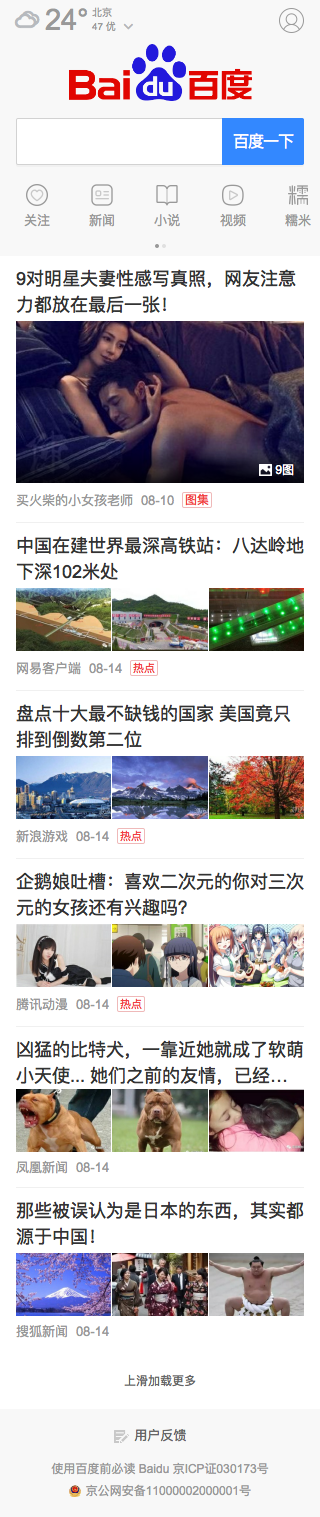 24°
北京
47 优
Bai du 百度
百度一下
关注 新闻 小说 视频 糯米
糯
9对明星夫妻性感写真照，网友注意
力都放在最后一张！
9图
买火柴的小女孩老师 08-10 图集
中国在建世界最深高铁站：八达岭地
下深102米处
网易客户端 08-14 热点
盘点十大最不缺钱的国家 美国竟只
排到倒数第二位
新浪游戏 08-14 热点
企鹅娘吐槽：喜欢二次元的你对三次
元的女孩还有兴趣吗？
腾讯动漫 08-14 热点
凶猛的比特犬，一靠近她就成了软萌
小天使... 她们之前的友情，已经...
凤凰新闻 08-14
那些被误认为是日本的东西，其实都
源于中国！
搜狐新闻 08-14
上滑加载更多
用户反馈
使用百度前必读 Baidu 京ICP证030173号
京公网安备11000002000001号